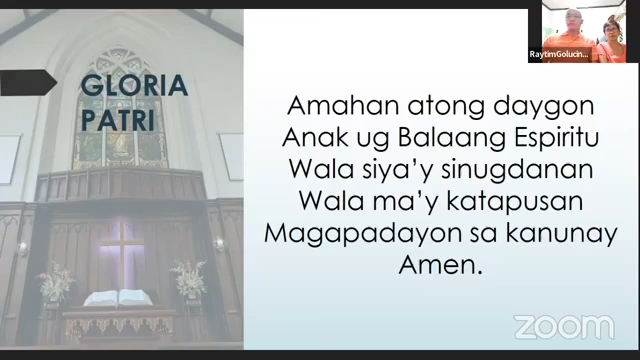 GLORIA
PATRI
Amahan atong daygon
Anak ug Balaang Espiritu
Wala siya'y sinugdanan
Wala ma'y katapusan
Magapadayon sa kanunay
Amen.
RaytimGolucin...
zoom